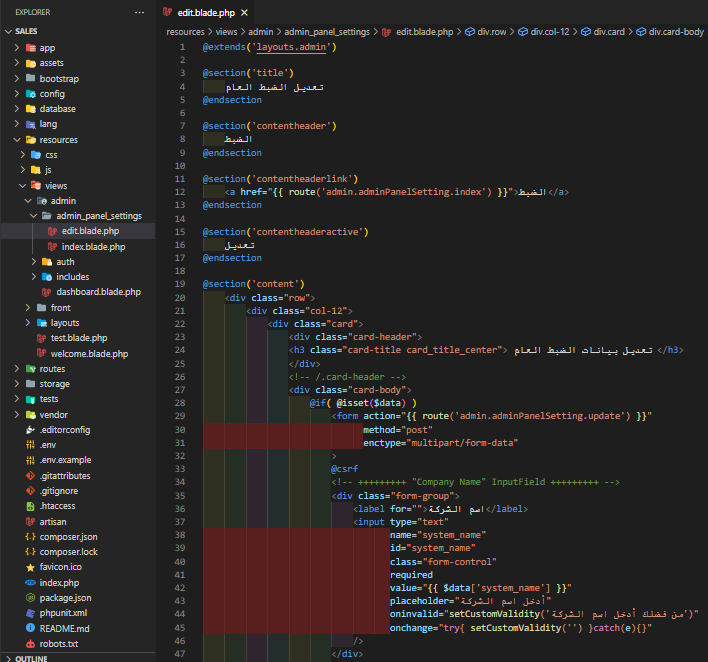 EXPLORER
SALES
app
assets
bootstrap
config
database
lang
resources
css
js
views
admin
admin_panel_settings
edit.blade.php
index.blade.php
auth
includes
dashboard.blade.php
front
layouts
test.blade.php
welcome.blade.php
routes
storage
tests
vendor
.editorconfig
.env
.env.example
.gitattributes
.gitignore
.htaccess
artisan
composer.json
composer.lock
favicon.ico
index.php
package.json
phpunit.xml
README.md
robots.txt
OUTLINE
edit.blade.php
resources > views > admin > admin_panel_settings > edit.blade.php > div.row > div.col-12 > div.card > div.card-body
1 @extends('layouts.admin')
2
3 @section('title')
4 تعديل الضبط العام
5 @endsection
6
7 @section('contentheader')
8 الضبط
9 @endsection
10
11 @section('contentheaderlink')
12 <a href="{{ route('admin.adminPanelSetting.index') }}">الضبط</a>
13 @endsection
14
15 @section('contentheaderactive')
16 تعديل
17 @endsection
18
19 @section('content')
20 <div class="row">
21 <div class="col-12">
22 <div class="card">
23 <div class="card-header">
24 <h3 class="card-title card_title_center"> تعديل بيانات الضبط العام </h3>
25 </div>
26 <!-- /.card-header -->
27 <div class="card-body">
28 @if( @isset($data) )
29 <form action="{{ route('admin.adminPanelSetting.update') }}"
30 method="post"
31 enctype="multipart/form-data"
32 >
33 @csrf
34 <!-- +++++++++ "Company Name" InputField +++++++++ -->
35 <div class="form-group">
36 <label for="">اسم الشركة</label>
37 <input type="text"
38 name="system_name"
39 id="system_name"
40 class="form-control"
41 required
42 value="{{ $data['system_name'] }}"
43 placeholder="أدخل اسم الشركة"
44 oninvalid="setCustomValidity('من فضلك أدخل اسم الشركة')"
45 onchange="try{ setCustomValidity('') }catch(e){}"
46 />
47 </div>